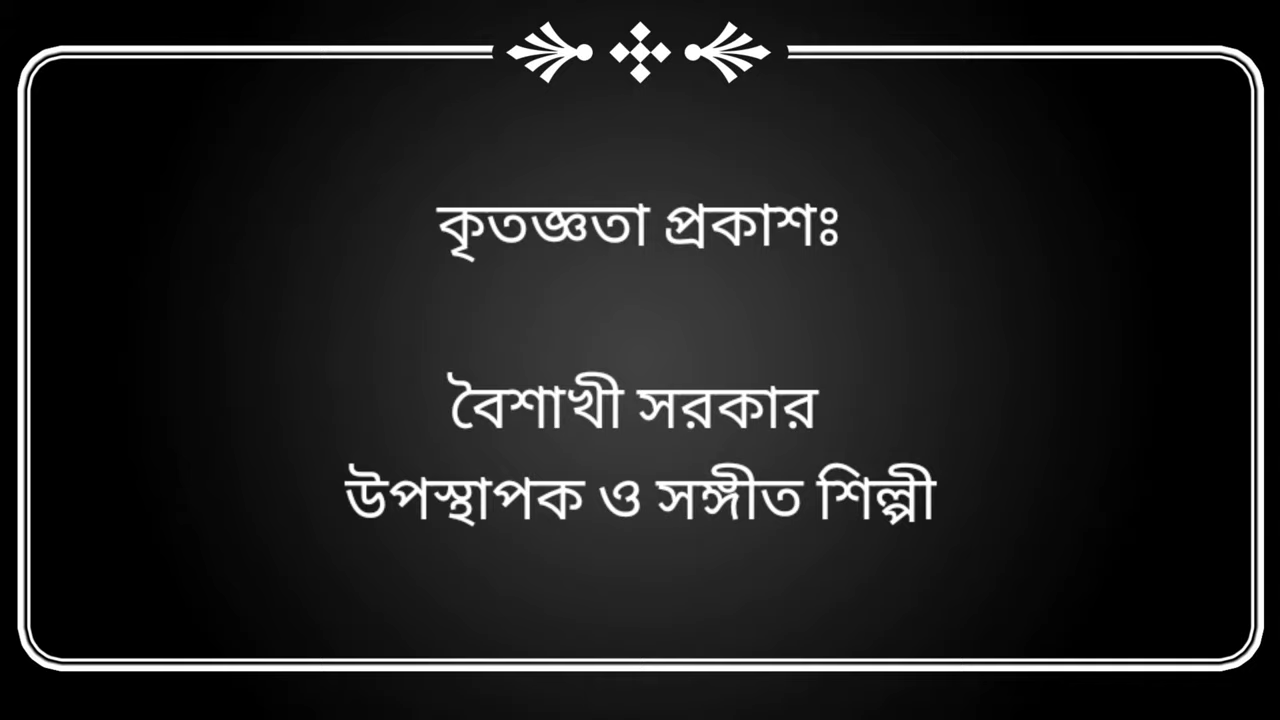 কৃতজ্ঞতা প্রকাশঃ
বৈশাখী সরকার
উপস্থাপক ও সঙ্গীত শিল্পী